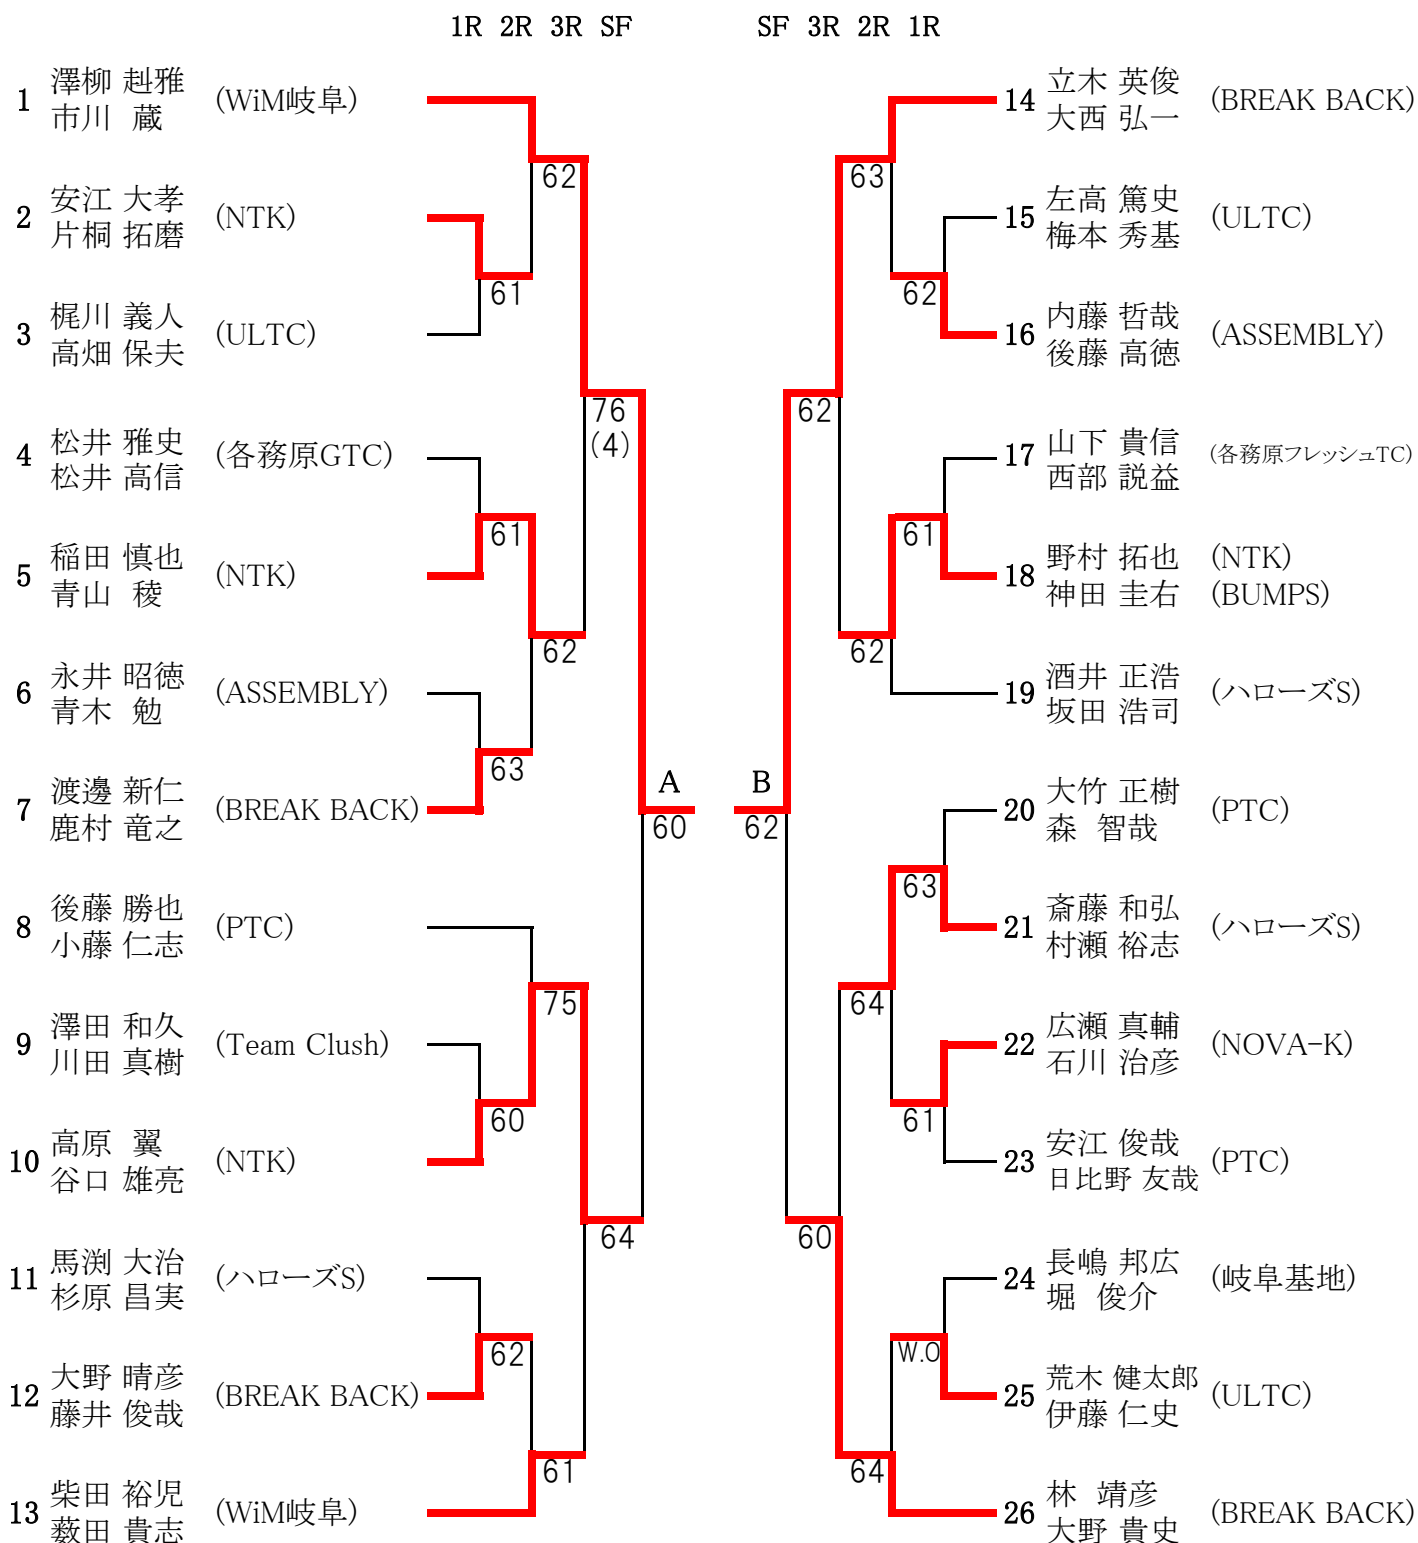 1R 2R 3R SF
SF 3R 2R 1R
1 澤柳 赳雅 (WiM岐阜)
市川 蔵
62
2 安江 大孝 (NTK)
片桐 拓磨
61
3 梶川 義人 (ULTC)
高畑 保夫
76
(4)
4 松井 雅史 (各務原GTC)
松井 高信
61
5 稲田 慎也 (NTK)
青山 稜
62
6 永井 昭徳 (ASSEMBLY)
青木 勉
63
7 渡邊 新仁 (BREAK BACK)
鹿村 竜之
A
60
8 後藤 勝也 (PTC)
小藤 仁志
75
9 澤田 和久 (Team Clush)
川田 真樹
60
10 高原 翼 (NTK)
谷口 雄亮
64
11 馬渕 大治 (ハローズS)
杉原 昌実
62
12 大野 晴彦 (BREAK BACK)
藤井 俊哉
61
13 柴田 裕児 (WiM岐阜)
薮田 貴志
14 立木 英俊 (BREAK BACK)
大西 弘一
63
15 左高 篤史 (ULTC)
梅本 秀基
62
16 内藤 哲哉 (ASSEMBLY)
後藤 高徳
62
17 山下 貴信 (各務原フレッシュTC)
西部 説益
61
18 野村 拓也 (NTK)
神田 圭右 (BUMPS)
62
19 酒井 正浩 (ハローズS)
坂田 浩司
B
62
20 大竹 正樹 (PTC)
森 智哉
63
21 斎藤 和弘 (ハローズS)
村瀬 裕志
64
22 広瀬 真輔 (NOVA-K)
石川 治彦
61
23 安江 俊哉 (PTC)
日比野 友哉
60
24 長嶋 邦広 (岐阜基地)
堀 俊介
W.O
25 荒木 健太郎 (ULTC)
伊藤 仁史
64
26 林 靖彦 (BREAK BACK)
大野 貴史